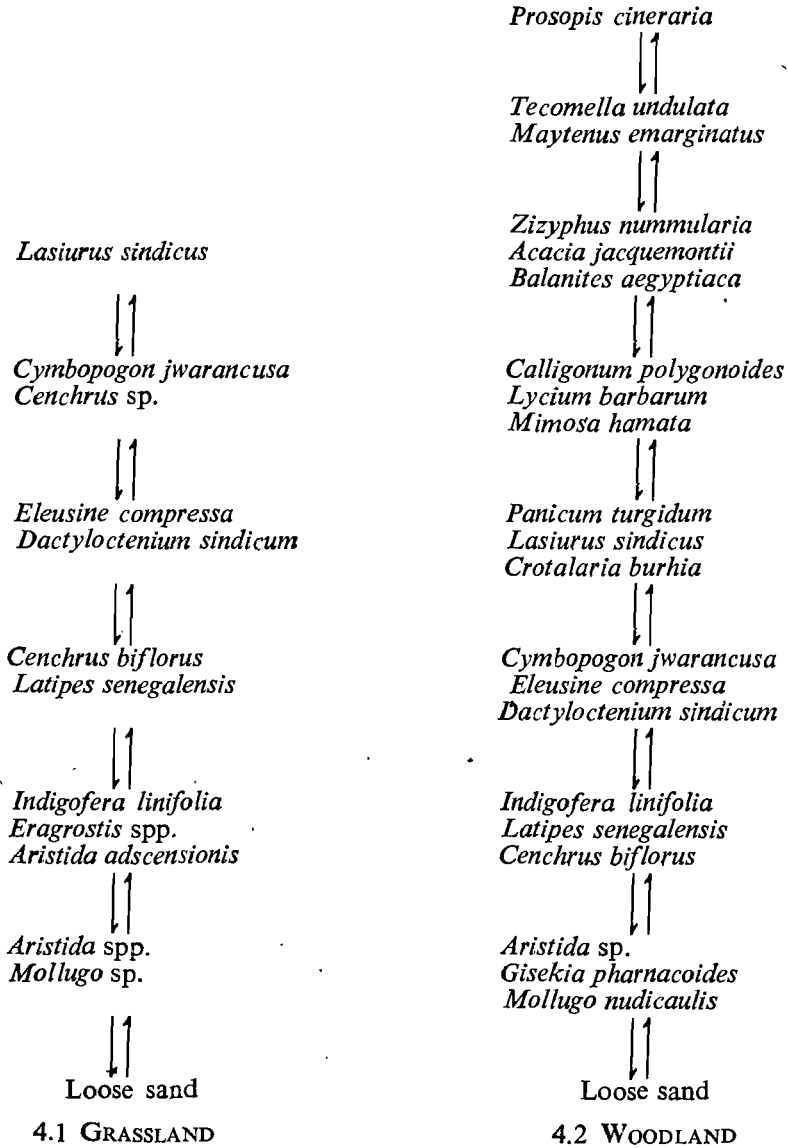 Lasiurus sindicus
Cymbopogon jwarancusa
Cenchrus sp.
Eleusine compressa
Dactyloctenium sindicum
Cenchrus biflorus
Latipes senegalensis
Indigofera linifolia
Eragrostis spp.
Aristida adscensionis
Aristida spp.
Mollugo sp.
Loose sand
4.1 GRASSLAND
Prosopis cineraria
Tecomella undulata
Maytenus emarginatus
Zizyphus nummularia
Acacia jacquemontii
Balanites aegyptiaca
Calligonum polygonoides
Lycium barbarum
Mimosa hamata
Panicum turgidum
Lasiurus sindicus
Crotalaria burhia
Cymbopogon jwarancusa
Eleusine compressa
Dactyloctenium sindicum
Indigofera linifolia
Latipes senegalensis
Cenchrus biflorus
Aristida sp.
Gisekia pharnacoides
Mollugo nudicaulis
Loose sand
4.2 WOODLAND